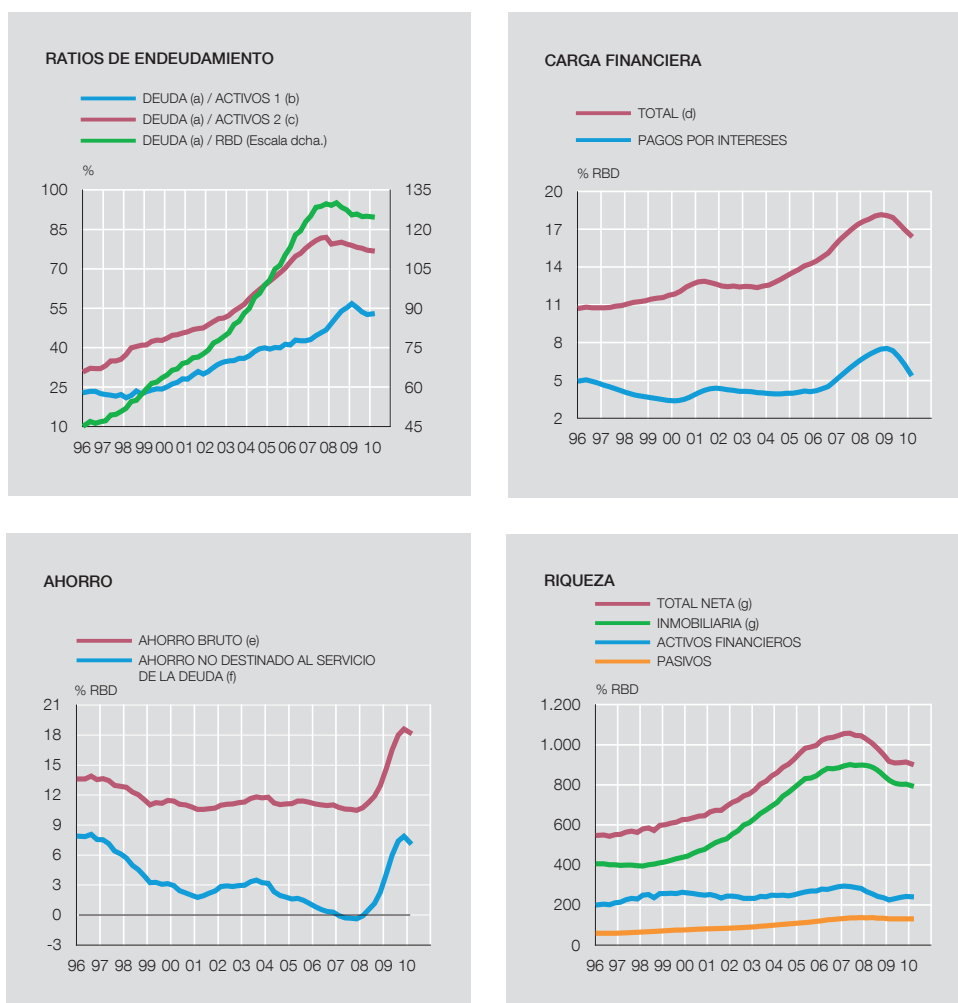 RATIOS DE ENDEUDAMIENTO
DEUDA (a) / ACTIVOS 1 (b)
DEUDA (a) / ACTIVOS 2 (c)
DEUDA (a) / RBD (Escala dcha.)
%
100 135
85 120
70 105
55 90
40 75
25 60
10 45
96 97 98 99 00 01 02 03 04 05 06 07 08 09 10
CARGA FINANCIERA
TOTAL (d)
PAGOS POR INTERESES
% RBD
20
17
14
11
8
5
2
96 97 98 99 00 01 02 03 04 05 06 07 08 09 10
AHORRO
AHORRO BRUTO (e)
AHORRO NO DESTINADO AL SERVICIO
DE LA DEUDA (f)
% RBD
21
18
15
12
9
6
3
0
-3
96 97 98 99 00 01 02 03 04 05 06 07 08 09 10
RIQUEZA
TOTAL NETA (g)
INMOBILIARIA (g)
ACTIVOS FINANCIEROS
PASIVOS
% RBD
1.200
1.000
800
600
400
200
0
96 97 98 99 00 01 02 03 04 05 06 07 08 09 10